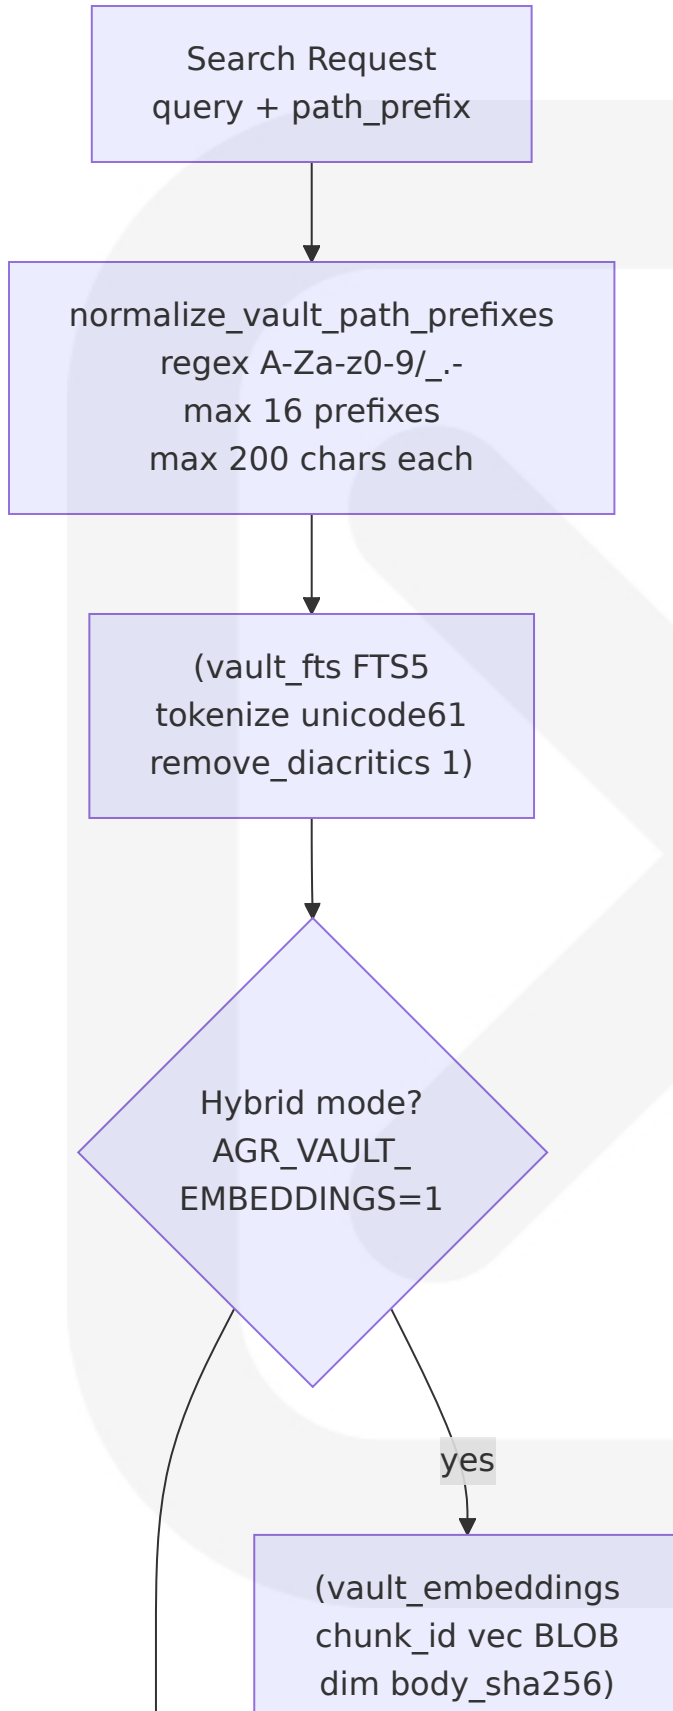 Search Request
query + path_prefix
normalize_vault_path_prefixes
regex A-Za-z0-9/_.-
max 16 prefixes
max 200 chars each
(vault_fts FTS5
tokenize unicode61
remove_diacritics 1)
Hybrid mode?
AGR_VAULT_
EMBEDDINGS=1
yes
(vault_embeddings
chunk_id vec BLOB
dim body_sha256)